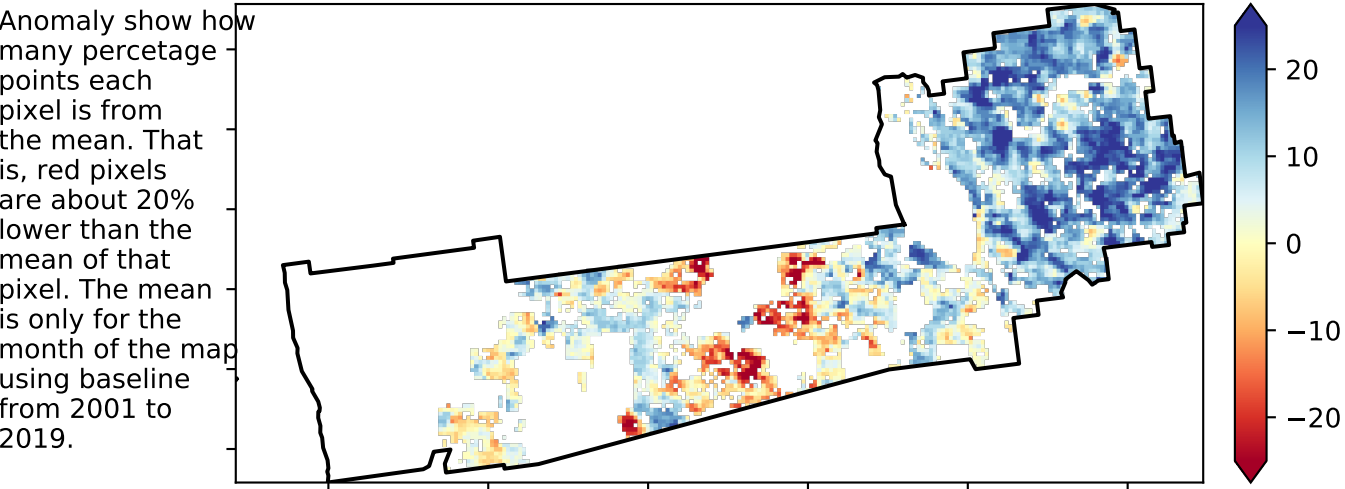 Anomaly show how
many percetage
points each
pixel is from
the mean. That
is, red pixels
are about 20%
lower than the
mean of that
pixel. The mean
is only for the
month of the map
using baseline
from 2001 to
2019.
20
10
0
−10
−20